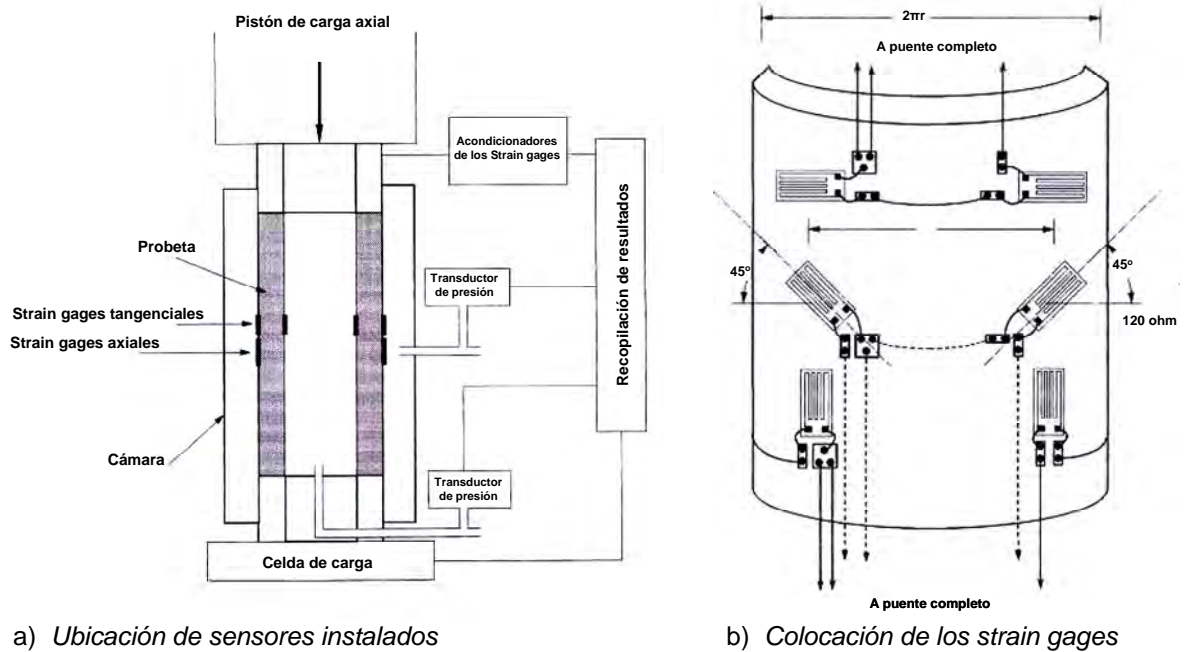 Pistón de carga axial
Acondicionadores
de los Strain gages
Probeta
Transductor
de presión
Strain gages tangenciales
Strain gages axiales
Recopilación de resultados
Cámara
Transductor
de presión
Celda de carga
a) Ubicación de sensores instalados
2πr
A puente completo
45º
45º
120 ohm
A puente completo
b) Colocación de los strain gages